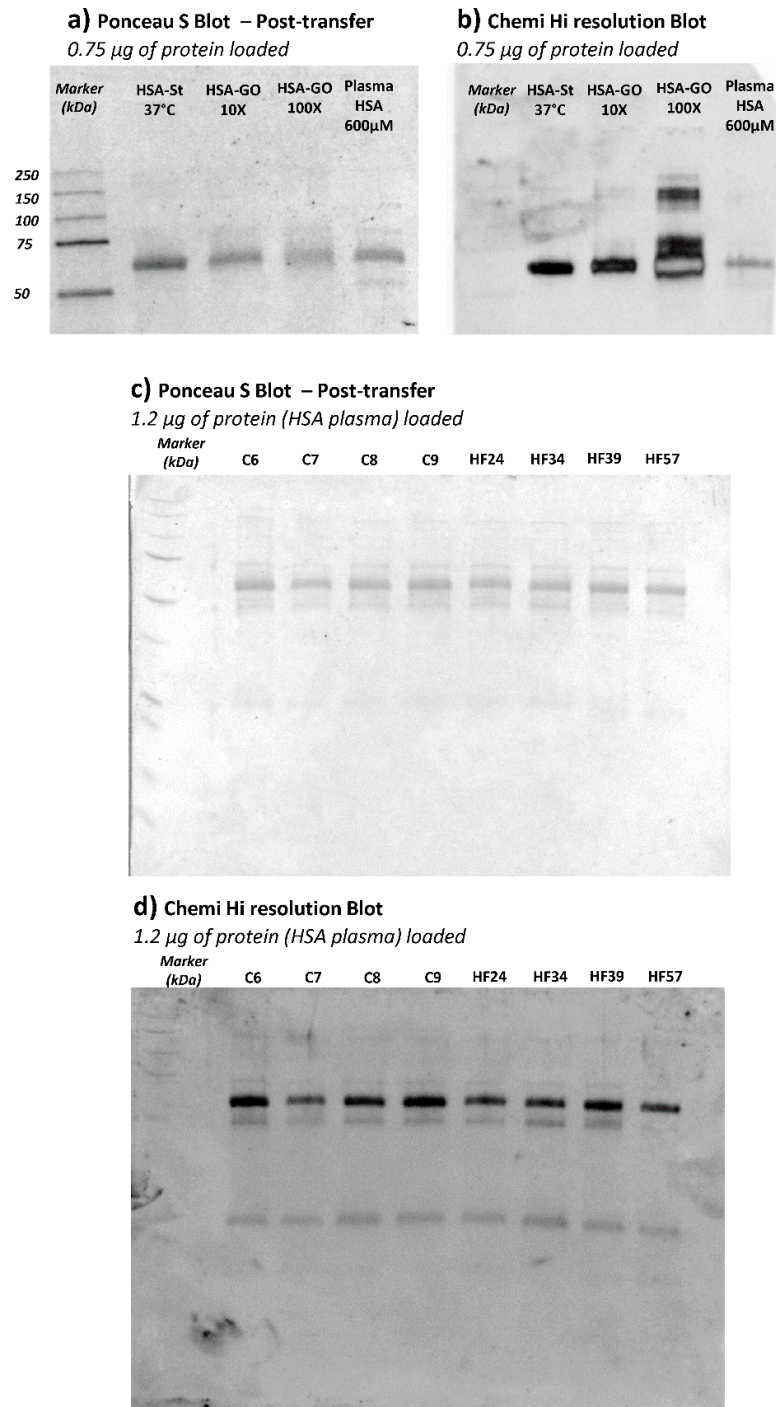 a) Ponceau S Blot – Post-transfer
0.75 µg of protein loaded
Marker (kDa)
HSA-St 37°C
HSA-GO 10X
HSA-GO 100X
Plasma HSA 600µM
250
150
100
75
50
b) Chemi Hi resolution Blot
0.75 µg of protein loaded
Marker (kDa)
HSA-St 37°C
HSA-GO 10X
HSA-GO 100X
Plasma HSA 600µM
c) Ponceau S Blot – Post-transfer
1.2 µg of protein (HSA plasma) loaded
Marker (kDa)
C6 C7 C8 C9 HF24 HF34 HF39 HF57
d) Chemi Hi resolution Blot
1.2 µg of protein (HSA plasma) loaded
Marker (kDa)
C6 C7 C8 C9 HF24 HF34 HF39 HF57